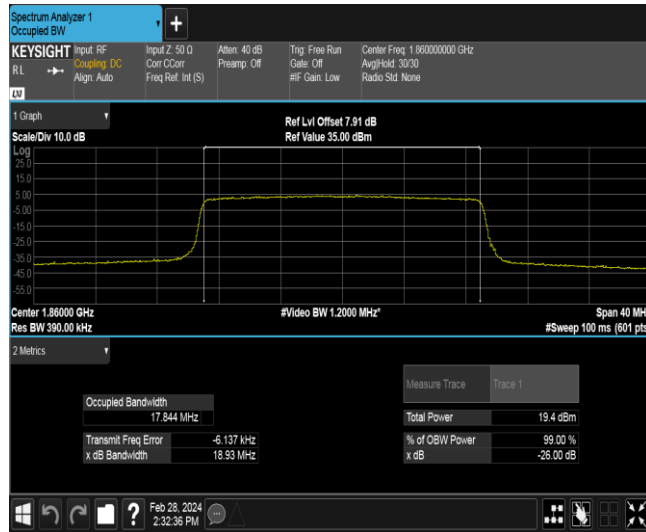 Spectrum Analyzer 1
Occupied BW
+
KEYSIGHT
RL
LXI
Input: RF
Coupling: DC
Align: Auto
Input Z: 50 Ω
Corr CCorr
Freq Ref: Int (S)
Atten: 40 dB
Preamp: Off
Trig: Free Run
Gate: Off
#IF Gain: Low
Center Freq: 1.860000000 GHz
Avg|Hold: 30/30
Radio Std: None
1 Graph
Scale/Div 10.0 dB
Ref Lvl Offset 7.91 dB
Ref Value 35.00 dBm
Log
25.0
15.0
5.00
-5.00
-15.0
-25.0
-35.0
-45.0
-55.0
Center 1.86000 GHz
Res BW 390.00 kHz
#Video BW 1.2000 MHz*
Span 40 MH
#Sweep 100 ms (601 pts
2 Metrics
Measure Trace
Trace 1
Occupied Bandwidth
17.844 MHz
Total Power
19.4 dBm
Transmit Freq Error
-6.137 kHz
% of OBW Power
99.00 %
x dB Bandwidth
18.93 MHz
x dB
-26.00 dB
?
Feb 28, 2024
2:32:36 PM